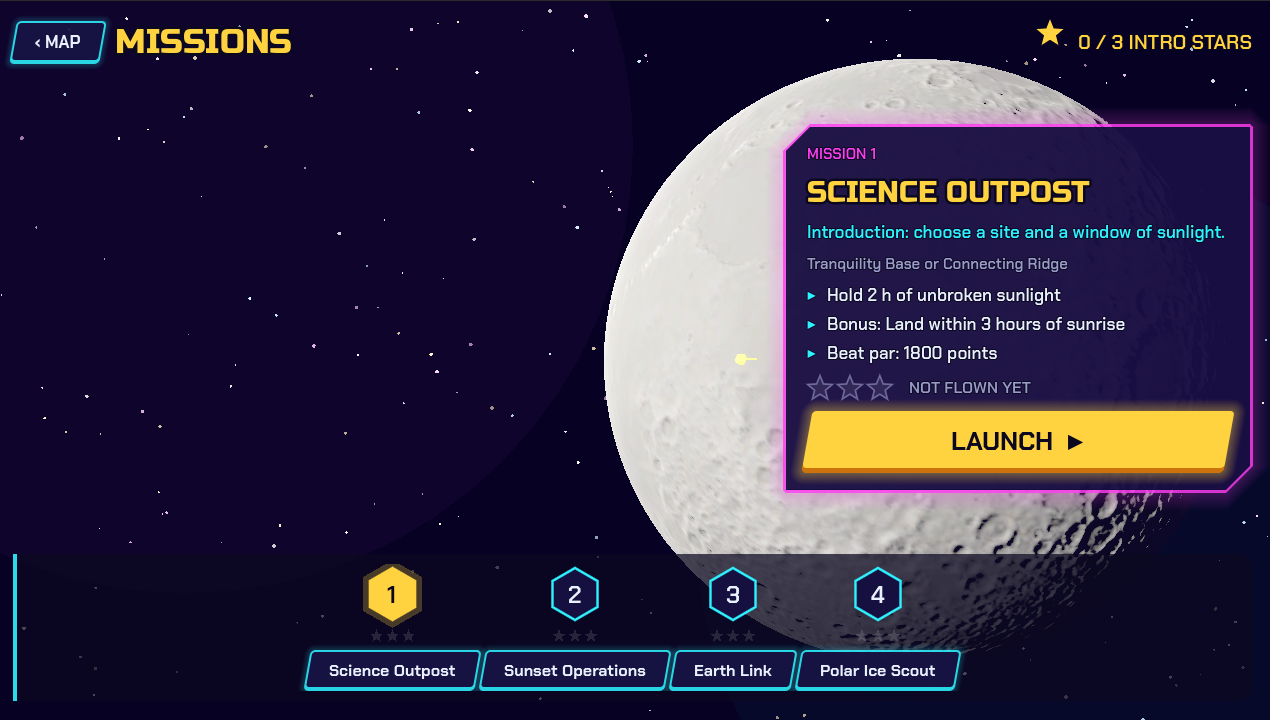 ‹ MAP
MISSIONS
0 / 3 INTRO STARS
MISSION 1
SCIENCE OUTPOST
Introduction: choose a site and a window of sunlight.
Tranquility Base or Connecting Ridge
► Hold 2 h of unbroken sunlight
► Bonus: Land within 3 hours of sunrise
► Beat par: 1800 points
NOT FLOWN YET
LAUNCH ►
1
2
3
4
Science Outpost
Sunset Operations
Earth Link
Polar Ice Scout